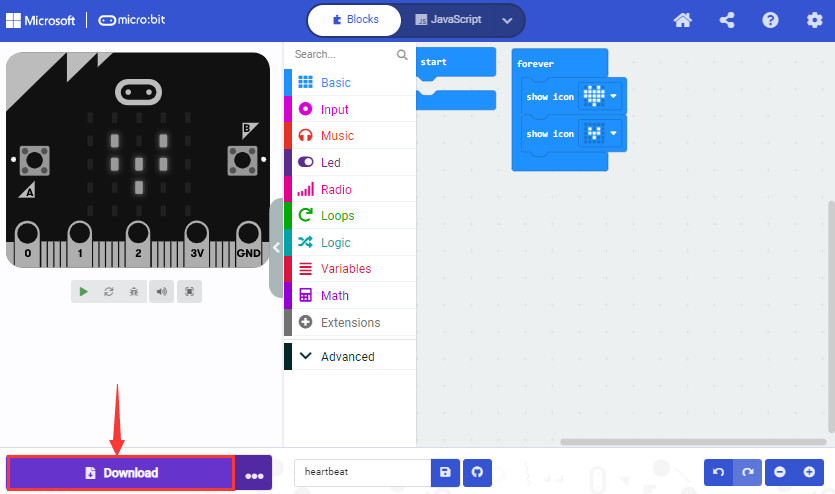 Microsoft
micro:bit
Blocks
JavaScript
Search...
Basic
Input
Music
Led
Radio
Loops
Logic
Variables
Math
Extensions
Advanced
start
forever
show icon
show icon
B
A
0
1
2
3V
GND
Download
heartbeat